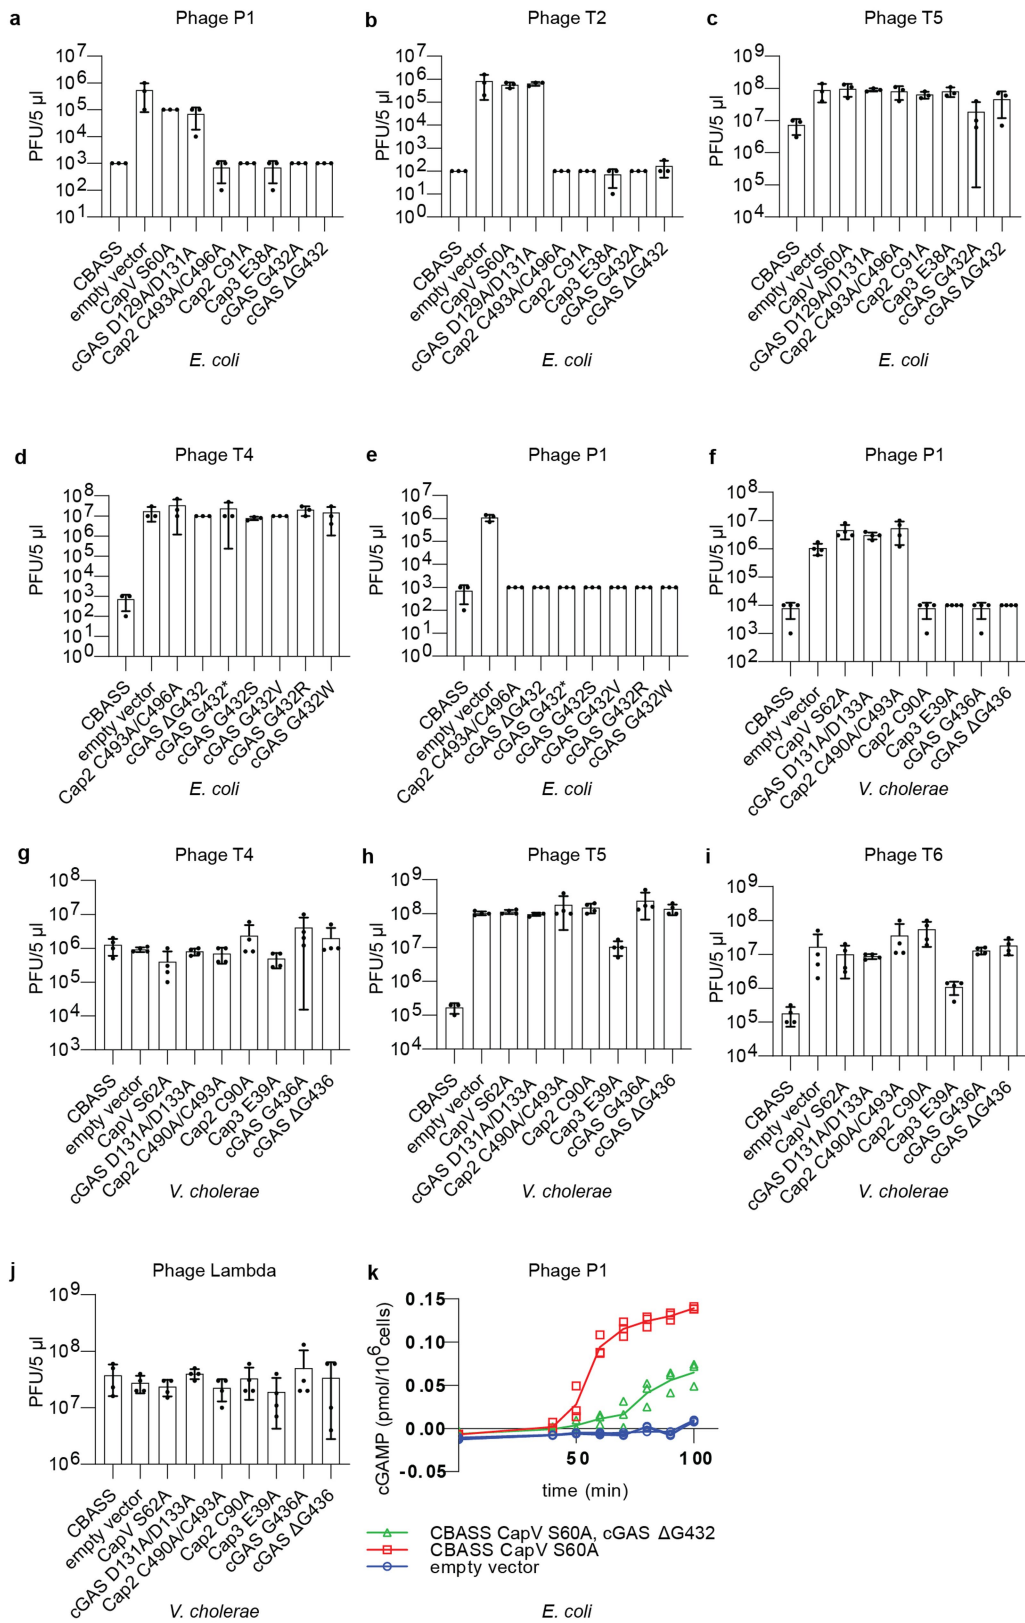 a Phage P1
PFU/5 µl
10^7
10^6
10^5
10^4
10^3
10^2
10^1
CBASS
empty vector
CapV S60A
cGAS D129A/D131A
Cap2 C493A/C496A
Cap2 C91A
Cap3 E38A
cGAS G432A
cGAS ΔG432
E. coli
b Phage T2
PFU/5 µl
10^7
10^6
10^5
10^4
10^3
10^2
10^1
10^0
CBASS
empty vector
CapV S60A
cGAS D129A/D131A
Cap2 C493A/C496A
Cap2 C91A
Cap3 E38A
cGAS G432A
cGAS ΔG432
E. coli
c Phage T5
PFU/5 µl
10^9
10^8
10^7
10^6
10^5
10^4
CBASS
empty vector
CapV S60A
cGAS D129A/D131A
Cap2 C493A/C496A
Cap2 C91A
Cap3 E38A
cGAS G432A
cGAS ΔG432
E. coli
d Phage T4
PFU/5 µl
10^8
10^7
10^6
10^5
10^4
10^3
10^2
10^1
10^0
CBASS
empty vector
Cap2 C493A/C496A
cGAS ΔG432
cGAS G432*
cGAS G432S
cGAS G432V
cGAS G432R
cGAS G432W
E. coli
e Phage P1
PFU/5 µl
10^7
10^6
10^5
10^4
10^3
10^2
10^1
10^0
CBASS
empty vector
Cap2 C493A/C496A
cGAS ΔG432
cGAS G432*
cGAS G432S
cGAS G432V
cGAS G432R
cGAS G432W
E. coli
f Phage P1
PFU/5 µl
10^8
10^7
10^6
10^5
10^4
10^3
10^2
CBASS
empty vector
CapV S62A
cGAS D131A/D133A
Cap2 C490A/C493A
Cap2 C90A
Cap3 E39A
cGAS G436A
cGAS ΔG436
V. cholerae
g Phage T4
PFU/5 µl
10^8
10^7
10^6
10^5
10^4
10^3
CBASS
empty vector
CapV S62A
cGAS D131A/D133A
Cap2 C490A/C493A
Cap2 C90A
Cap3 E39A
cGAS G436A
cGAS ΔG436
V. cholerae
h Phage T5
PFU/5 µl
10^9
10^8
10^7
10^6
10^5
10^4
CBASS
empty vector
CapV S62A
cGAS D131A/D133A
Cap2 C490A/C493A
Cap2 C90A
Cap3 E39A
cGAS G436A
cGAS ΔG436
V. cholerae
i Phage T6
PFU/5 µl
10^9
10^8
10^7
10^6
10^5
10^4
CBASS
empty vector
CapV S62A
cGAS D131A/D133A
Cap2 C490A/C493A
Cap2 C90A
Cap3 E39A
cGAS G436A
cGAS ΔG436
V. cholerae
j Phage Lambda
PFU/5 µl
10^9
10^8
10^7
10^6
CBASS
empty vector
CapV S62A
cGAS D131A/D133A
Cap2 C490A/C493A
Cap2 C90A
Cap3 E39A
cGAS G436A
cGAS ΔG436
V. cholerae
k Phage P1
cGAMP (pmol/10^6 cells)
0.15
0.10
0.05
0.00
-0.05
50 100
time (min)
CBASS CapV S60A, cGAS ΔG432
CBASS CapV S60A
empty vector
E. coli